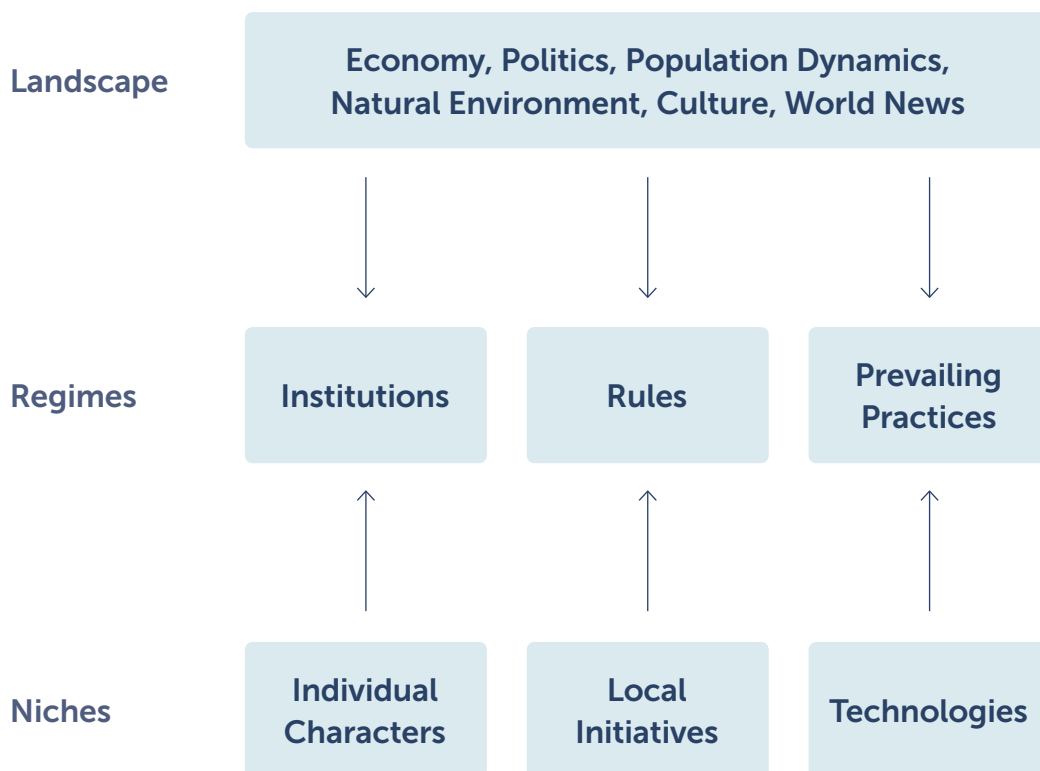 Landscape
Economy, Politics, Population Dynamics,
Natural Environment, Culture, World News
Regimes
Institutions
Rules
Prevailing
Practices
Niches
Individual
Characters
Local
Initiatives
Technologies